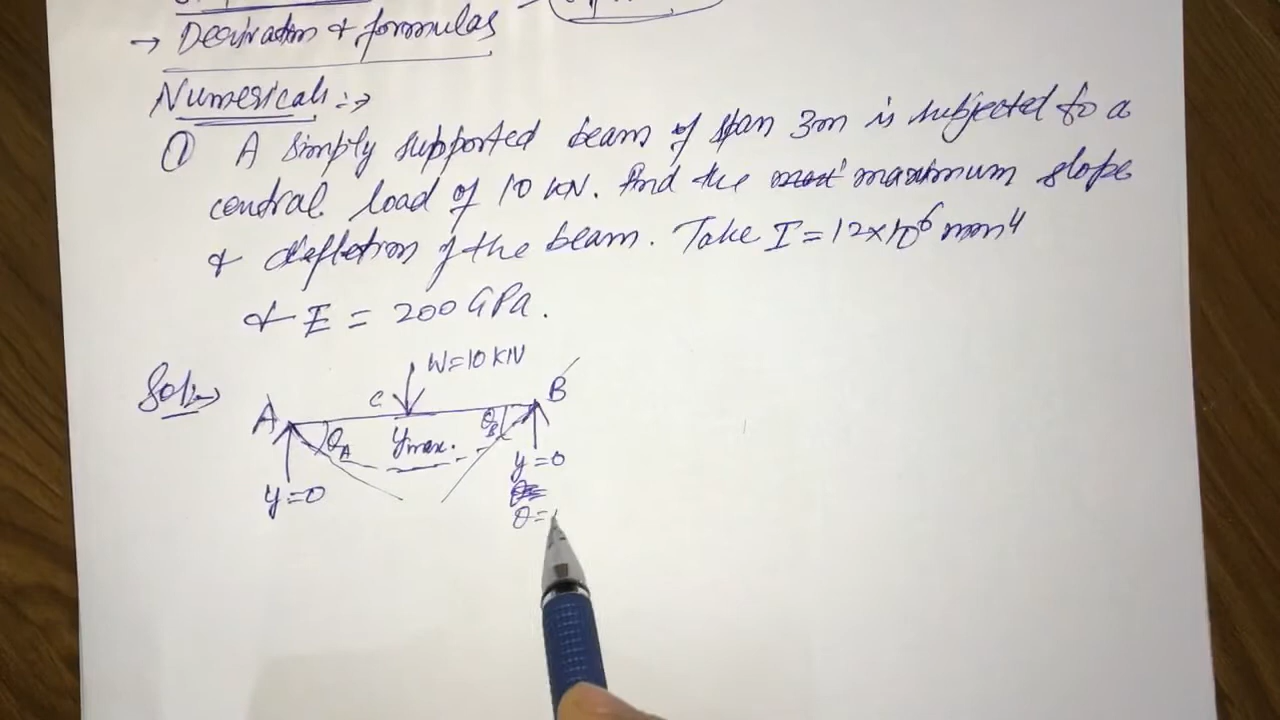 → Derivation & formulas
Numericals :→
① A simply supported beam of span 3m is subjected to a
central load of 10 KN. Find the maximum slope
& deflection of the beam. Take I = 12×10⁶ mm⁴
& E = 200 GPa.
Soln→
W=10 KN
A C B
θA ymax. θB
y=0 y=0
θ=